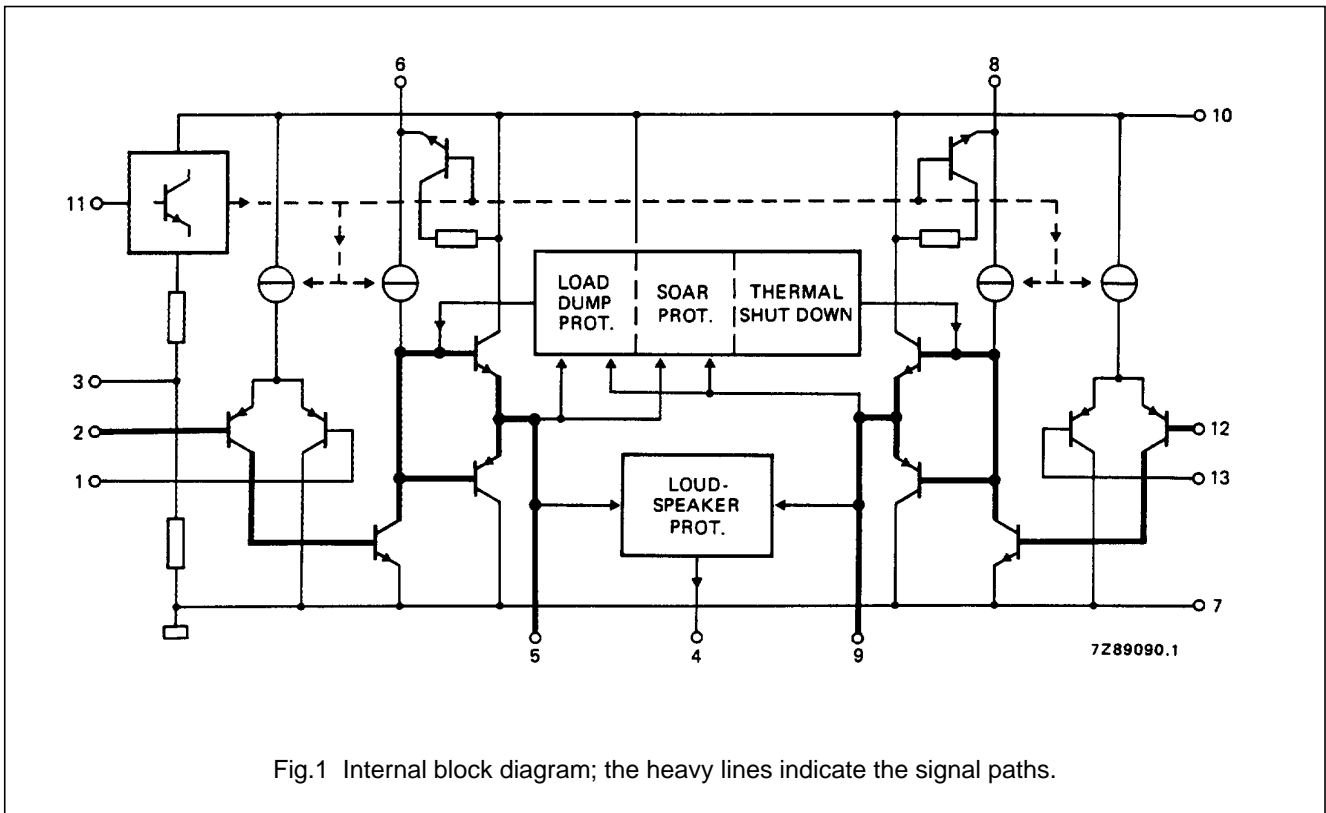 6
8
10
11
LOAD
DUMP
PROT.
SOAR
PROT.
THERMAL
SHUT DOWN
3
2
12
1
13
LOUD-
SPEAKER
PROT.
7
5
4
9
7Z89090.1
Fig.1 Internal block diagram; the heavy lines indicate the signal paths.